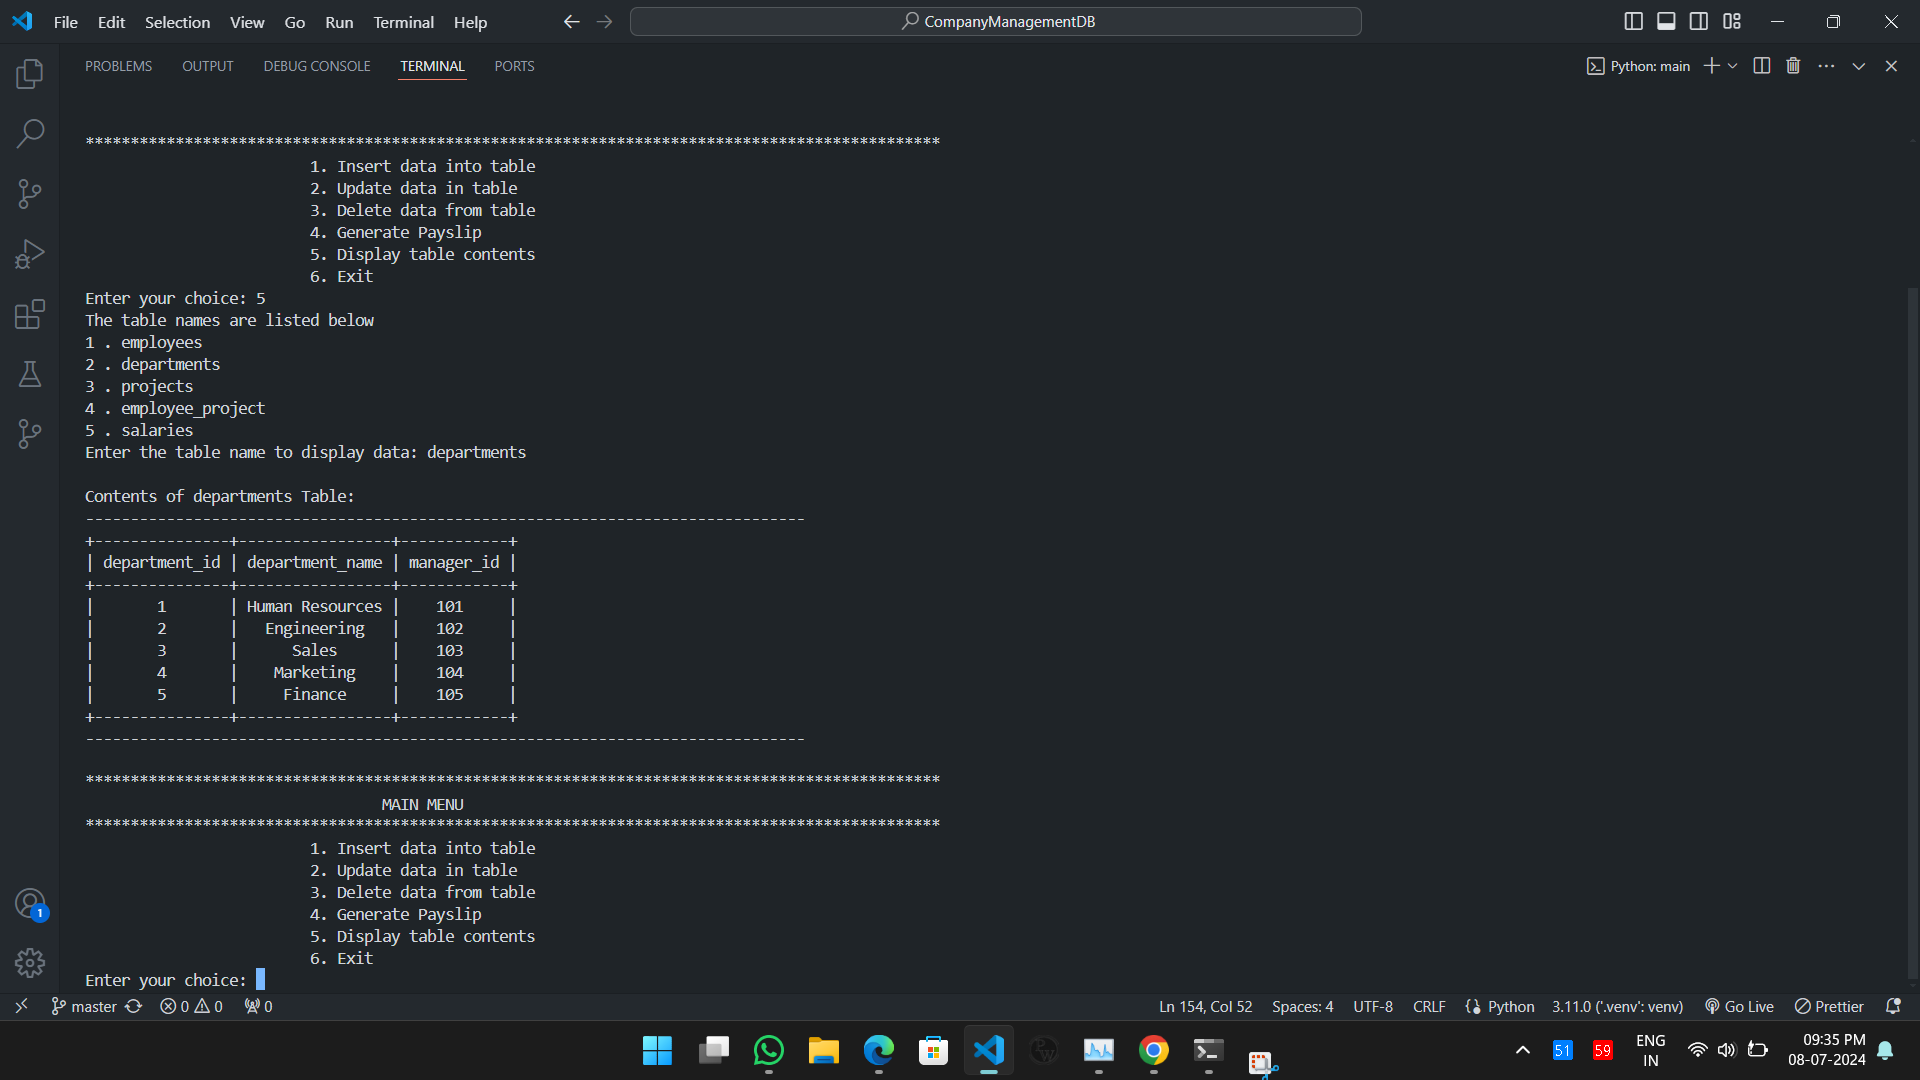 File Edit Selection View Go Run Terminal Help CompanyManagementDB
PROBLEMS OUTPUT DEBUG CONSOLE TERMINAL PORTS Python: main
***********************************************************************************************
1. Insert data into table
2. Update data in table
3. Delete data from table
4. Generate Payslip
5. Display table contents
6. Exit
Enter your choice: 5
The table names are listed below
1 . employees
2 . departments
3 . projects
4 . employee_project
5 . salaries
Enter the table name to display data: departments
Contents of departments Table:
--------------------------------------------------------------------------------
+---------------+-----------------+------------+
| department_id | department_name | manager_id |
+---------------+-----------------+------------+
| 1 | Human Resources | 101 |
| 2 | Engineering | 102 |
| 3 | Sales | 103 |
| 4 | Marketing | 104 |
| 5 | Finance | 105 |
+---------------+-----------------+------------+
--------------------------------------------------------------------------------
***********************************************************************************************
MAIN MENU
***********************************************************************************************
1. Insert data into table
2. Update data in table
3. Delete data from table
4. Generate Payslip
5. Display table contents
6. Exit
Enter your choice:
1
master 0 0 0 Ln 154, Col 52 Spaces: 4 UTF-8 CRLF Python 3.11.0 ('.venv': venv) Go Live Prettier
51 59 ENG IN 09:35 PM
08-07-2024